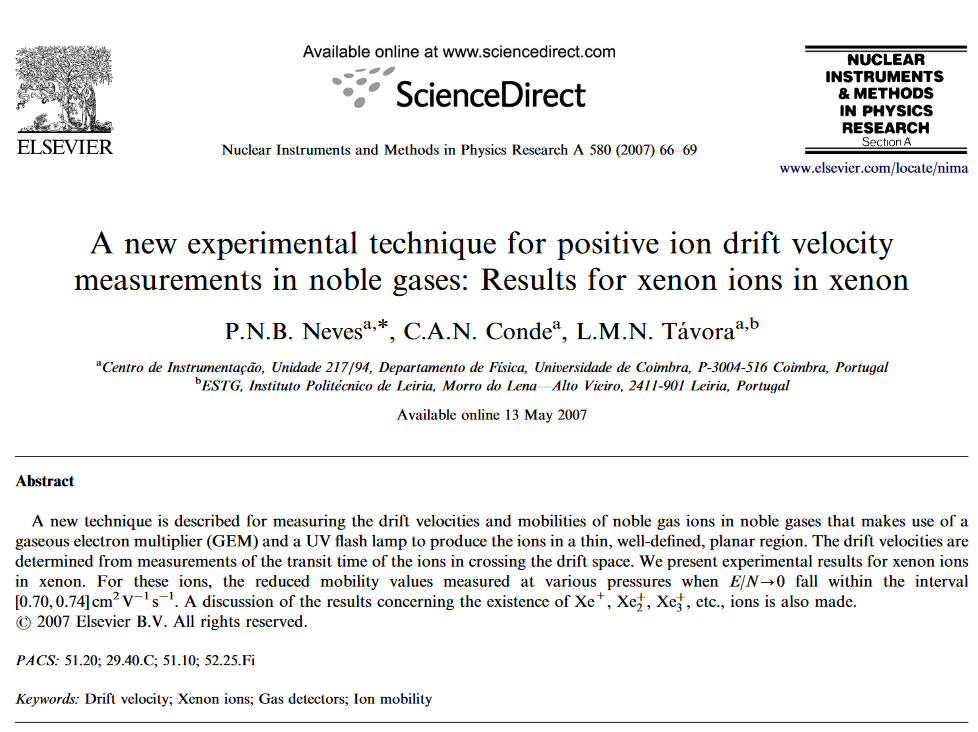 Available online at www.sciencedirect.com
ScienceDirect
ELSEVIER
Nuclear Instruments and Methods in Physics Research A 580 (2007) 66–69
NUCLEAR
INSTRUMENTS
& METHODS
IN PHYSICS
RESEARCH
Section A
www.elsevier.com/locate/nima
A new experimental technique for positive ion drift velocity
measurements in noble gases: Results for xenon ions in xenon
P.N.B. Neves^a,*, C.A.N. Conde^a, L.M.N. Távora^a,b
^aCentro de Instrumentação, Unidade 217/94, Departamento de Física, Universidade de Coimbra, P-3004-516 Coimbra, Portugal
^bESTG, Instituto Politécnico de Leiria, Morro do Lena—Alto Vieiro, 2411-901 Leiria, Portugal
Available online 13 May 2007
Abstract
A new technique is described for measuring the drift velocities and mobilities of noble gas ions in noble gases that makes use of a
gaseous electron multiplier (GEM) and a UV flash lamp to produce the ions in a thin, well-defined, planar region. The drift velocities are
determined from measurements of the transit time of the ions in crossing the drift space. We present experimental results for xenon ions
in xenon. For these ions, the reduced mobility values measured at various pressures when E/N→0 fall within the interval
[0.70, 0.74] cm² V⁻¹ s⁻¹. A discussion of the results concerning the existence of Xe⁺, Xe₂⁺, Xe₃⁺, etc., ions is also made.
© 2007 Elsevier B.V. All rights reserved.
PACS: 51.20; 29.40.C; 51.10; 52.25.Fi
Keywords: Drift velocity; Xenon ions; Gas detectors; Ion mobility